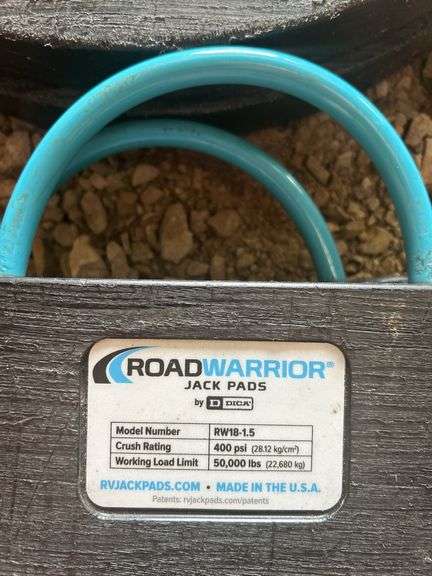 ROADWARRIOR®
JACK PADS
by D DICA®
Model Number RW18-1.5
Crush Rating 400 psi (28.12 kg/cm²)
Working Load Limit 50,000 lbs (22,680 kg)
RVJACKPADS.COM • MADE IN THE U.S.A.
Patents: rvjackpads.com/patents